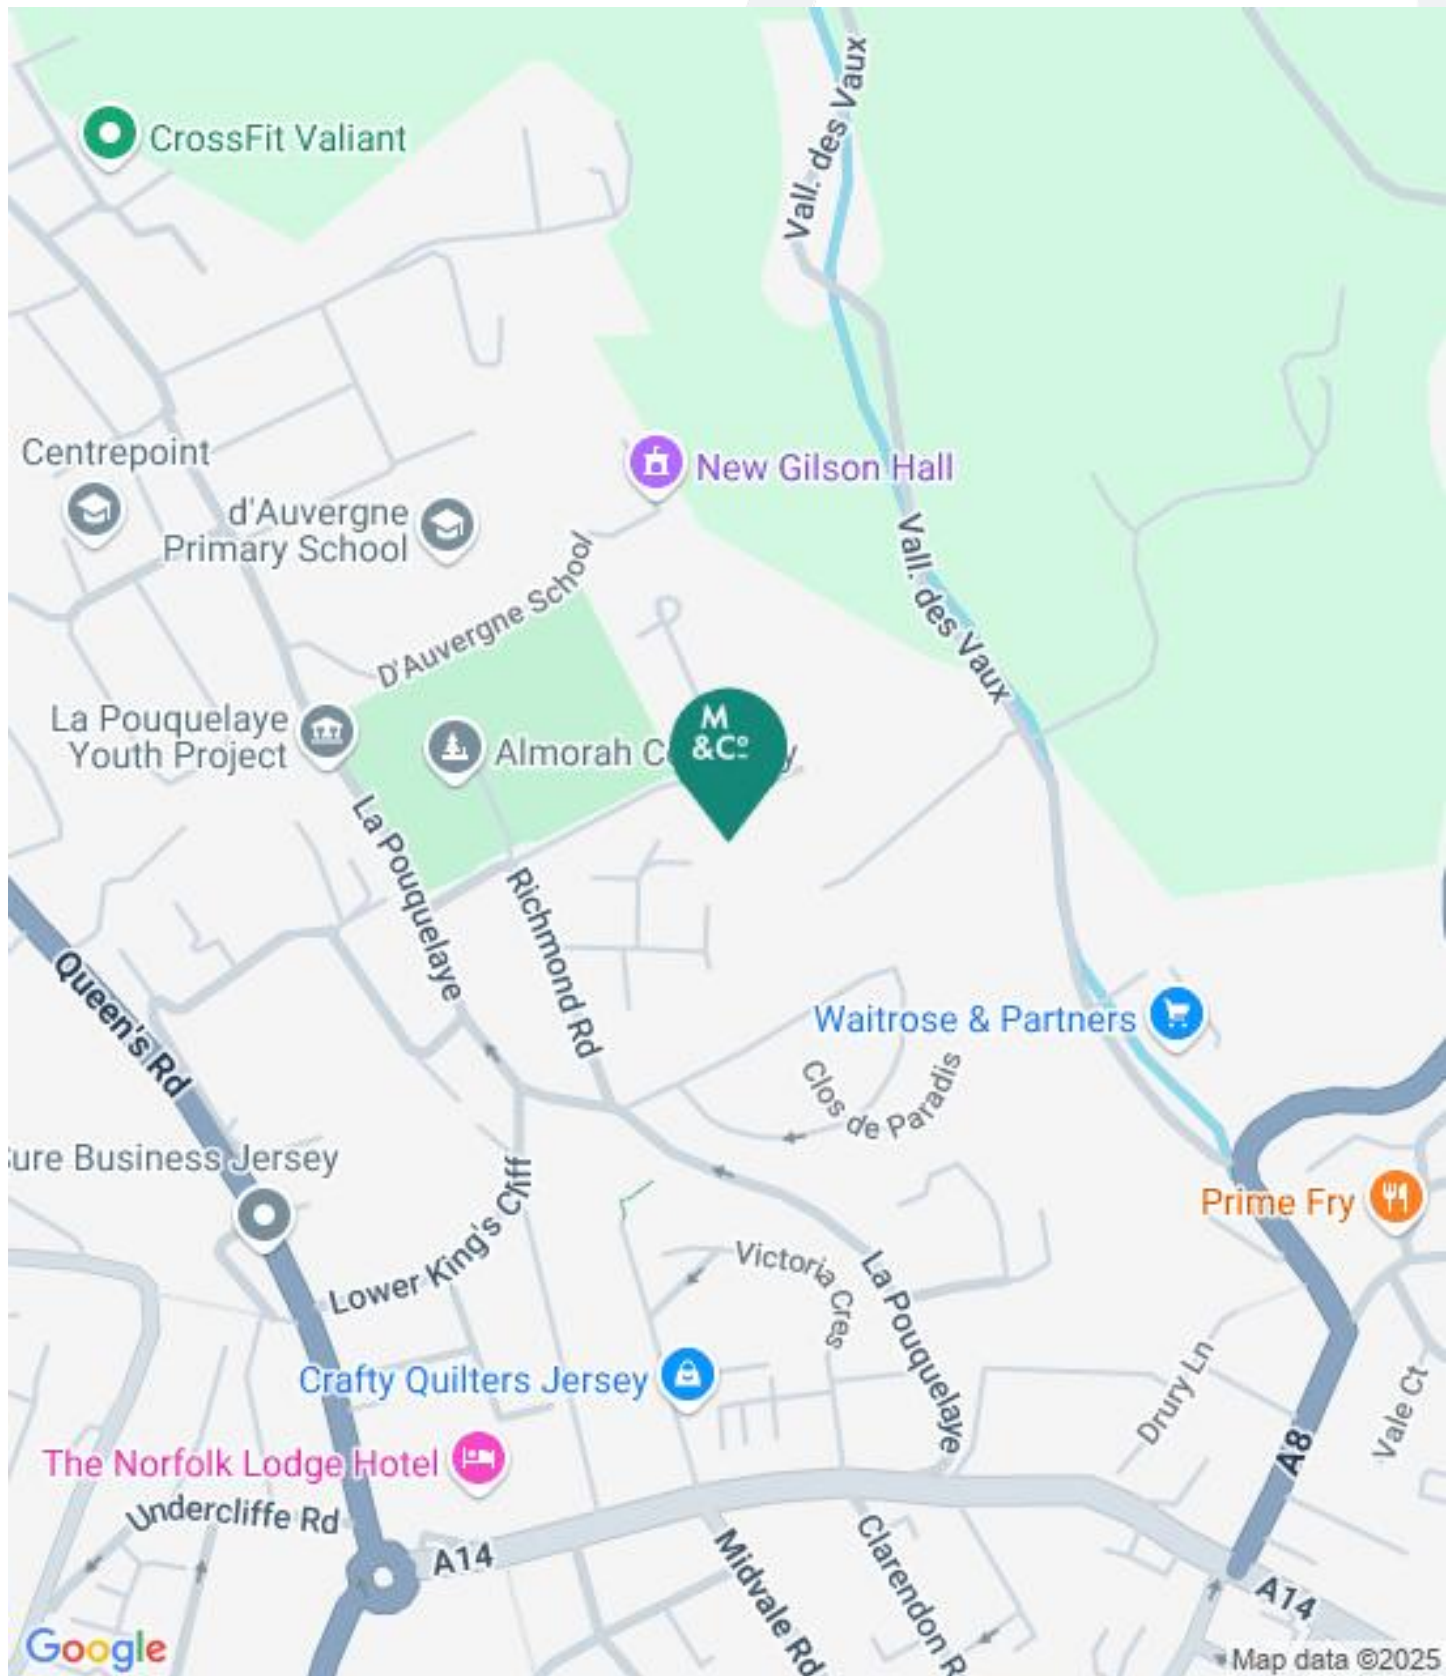 Vall. des Vaux
CrossFit Valiant
Centrepoint
New Gilson Hall
d'Auvergne
Primary School
Vall. des Vaux
D'Auvergne School
M
&Cº
La Pouquelaye
Youth Project
Almorah C
y
La Pouquelaye
Richmond Rd
Queen's Rd
Waitrose & Partners
Clos de Paradis
ure Business Jersey
Lower King's Cliff
Prime Fry
Victoria Cres
La Pouquelaye
Crafty Quilters Jersey
Drury Ln
Vale Ct
A8
The Norfolk Lodge Hotel
Undercliffe Rd
A14
Midvale Rd
Clarendon R
A14
Google
Map data ©2025